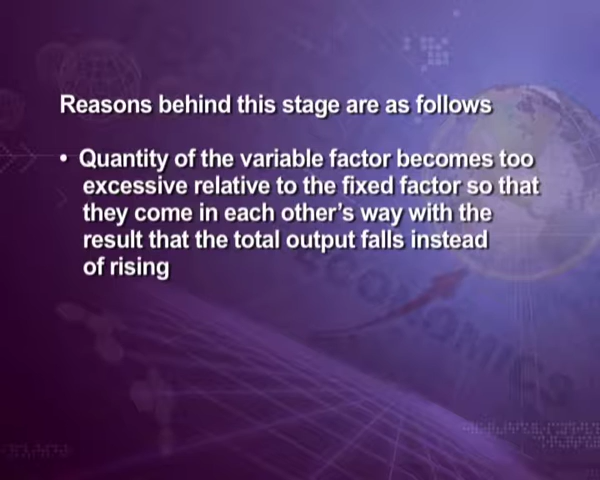 Reasons behind this stage are as follows
• Quantity of the variable factor becomes too
excessive relative to the fixed factor so that
they come in each other's way with the
result that the total output falls instead
of rising
ECONOMICS